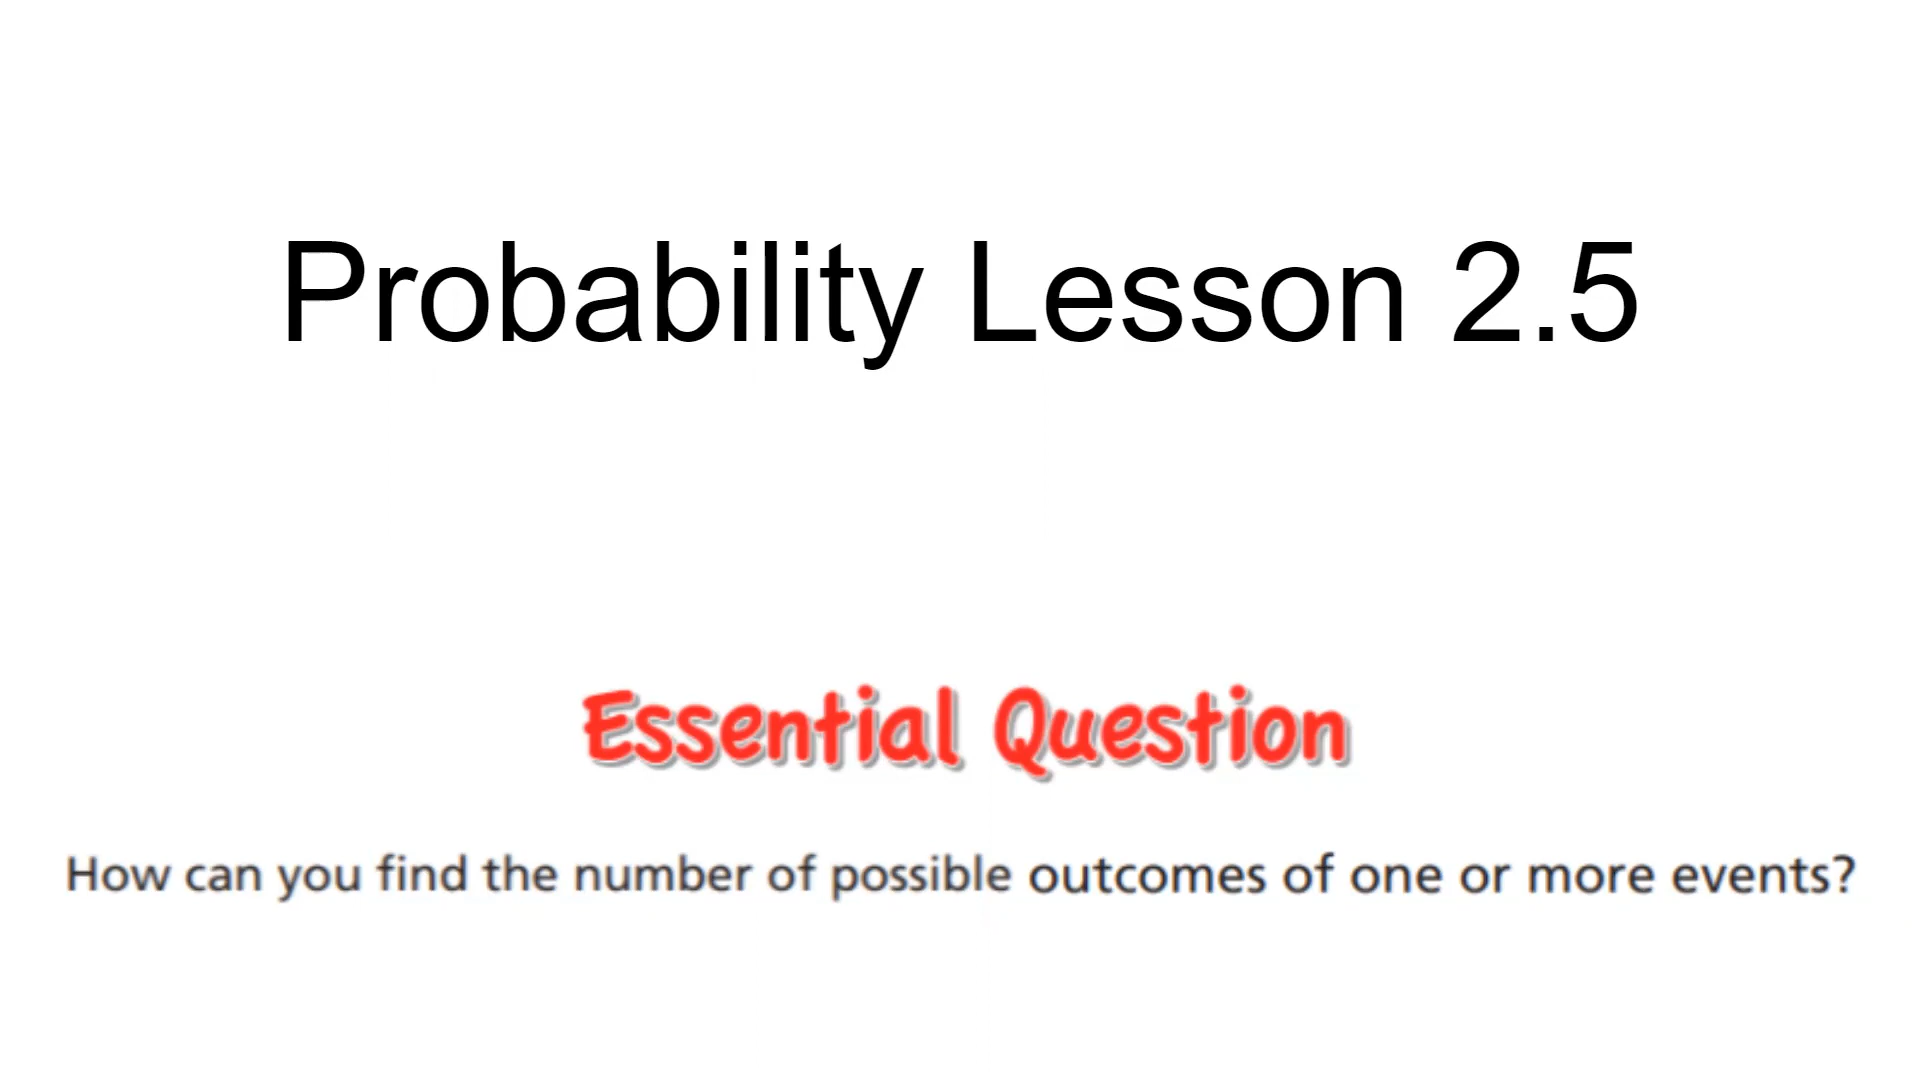 Probability Lesson 2.5
Essential Question
How can you find the number of possible outcomes of one or more events?